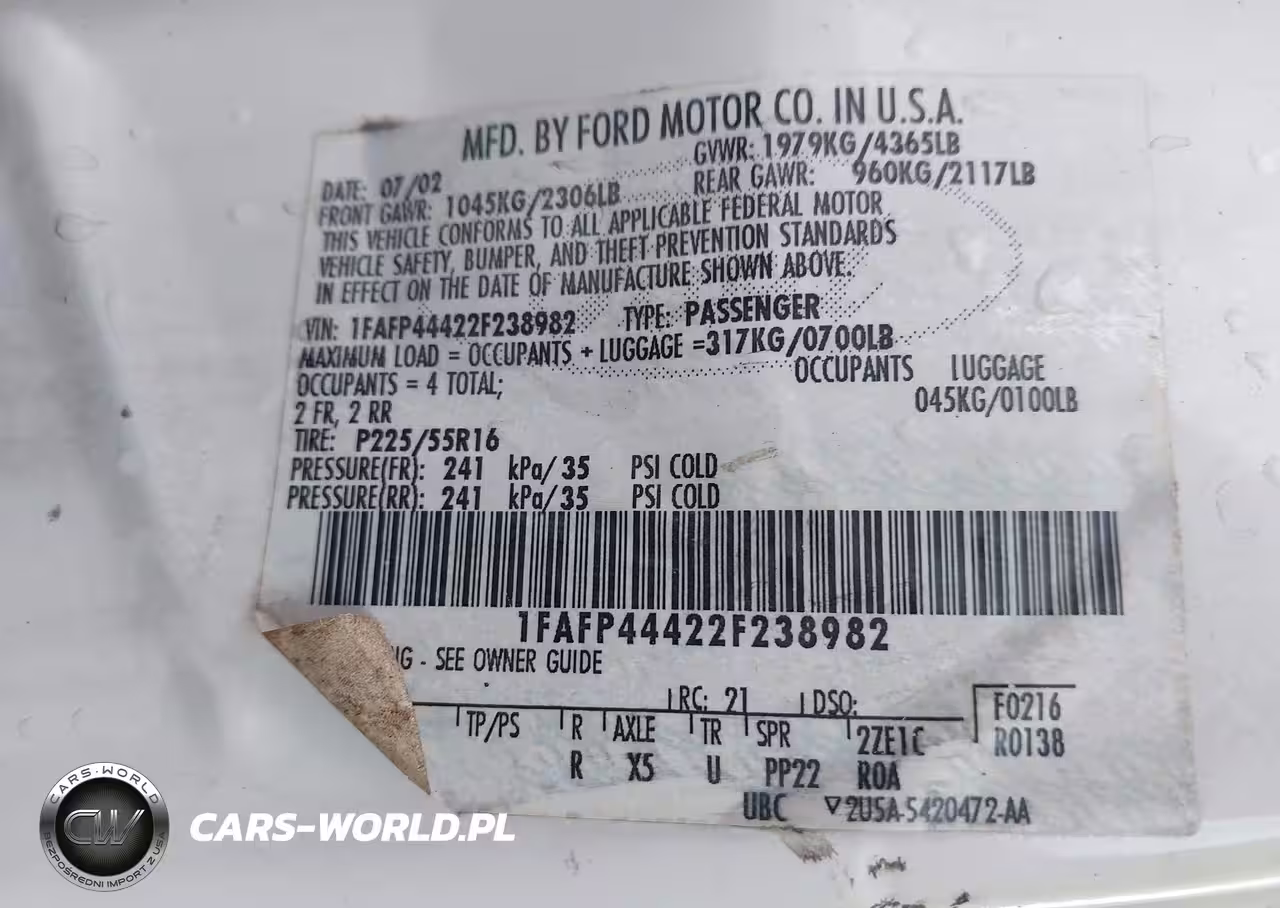 MFD. BY FORD MOTOR CO. IN U.S.A.
DATE: 07/02 GVWR: 1979KG/4365LB
FRONT GAWR: 1045KG/2306LB REAR GAWR: 960KG/2117LB
THIS VEHICLE CONFORMS TO ALL APPLICABLE FEDERAL MOTOR
VEHICLE SAFETY, BUMPER, AND THEFT PREVENTION STANDARDS
IN EFFECT ON THE DATE OF MANUFACTURE SHOWN ABOVE.
VIN: 1FAFP44422F238982 TYPE: PASSENGER
MAXIMUM LOAD = OCCUPANTS + LUGGAGE =317KG/0700LB
OCCUPANTS = 4 TOTAL; OCCUPANTS LUGGAGE
2 FR, 2 RR 045KG/0100LB
TIRE: P225/55R16
PRESSURE(FR): 241 kPa/35 PSI COLD
PRESSURE(RR): 241 kPa/35 PSI COLD
1FAFP44422F238982
- SEE OWNER GUIDE
RC: 21 DSO: F0216
TP/PS R AXLE TR SPR 2ZE1C R0138
R X5 U PP22 ROA
UBC ▽2U5A-5420472-AA
CARS-WORLD
CW
BEZPOŚREDNI IMPORT Z USA
CARS-WORLD.PL